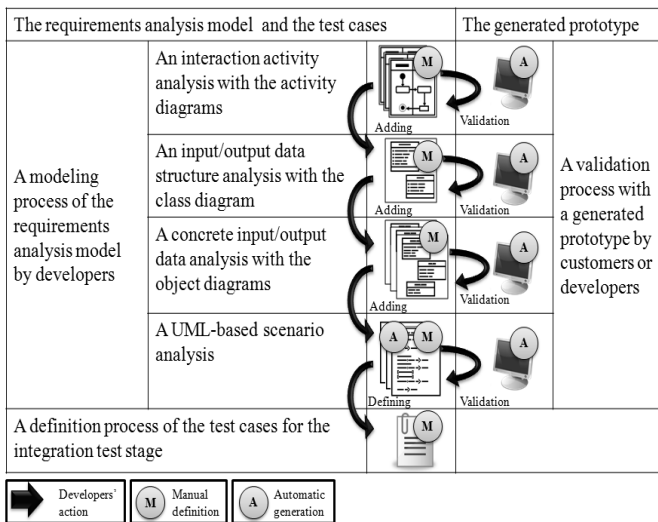 The requirements analysis model and the test cases
The generated prototype
A modeling
process of the
requirements
analysis model
by developers
An interaction activity
analysis with the activity
diagrams
M
A
Adding
Validation
An input/output data
structure analysis with the
class diagram
M
A
Adding
Validation
A concrete input/output
data analysis with the
object diagrams
M
A
Adding
Validation
A UML-based scenario
analysis
A
M
A
Defining
Validation
A validation
process with
a generated
prototype by
customers or
developers
A definition process of the test cases for the
integration test stage
M
Developers'
action
M
Manual
definition
A
Automatic
generation